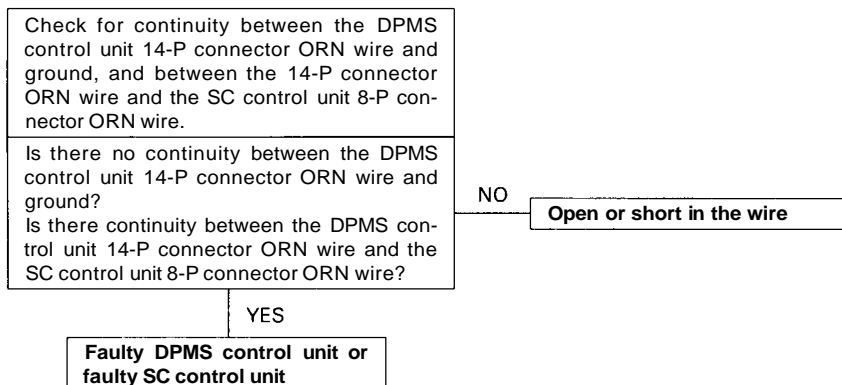 Check for continuity between the DPMS
control unit 14-P connector ORN wire and
ground, and between the 14-P connector
ORN wire and the SC control unit 8-P con-
nector ORN wire.
Is there no continuity between the DPMS
control unit 14-P connector ORN wire and
ground?
Is there continuity between the DPMS con-
trol unit 14-P connector ORN wire and the
SC control unit 8-P connector ORN wire?
NO
Open or short in the wire
YES
Faulty DPMS control unit or
faulty SC control unit